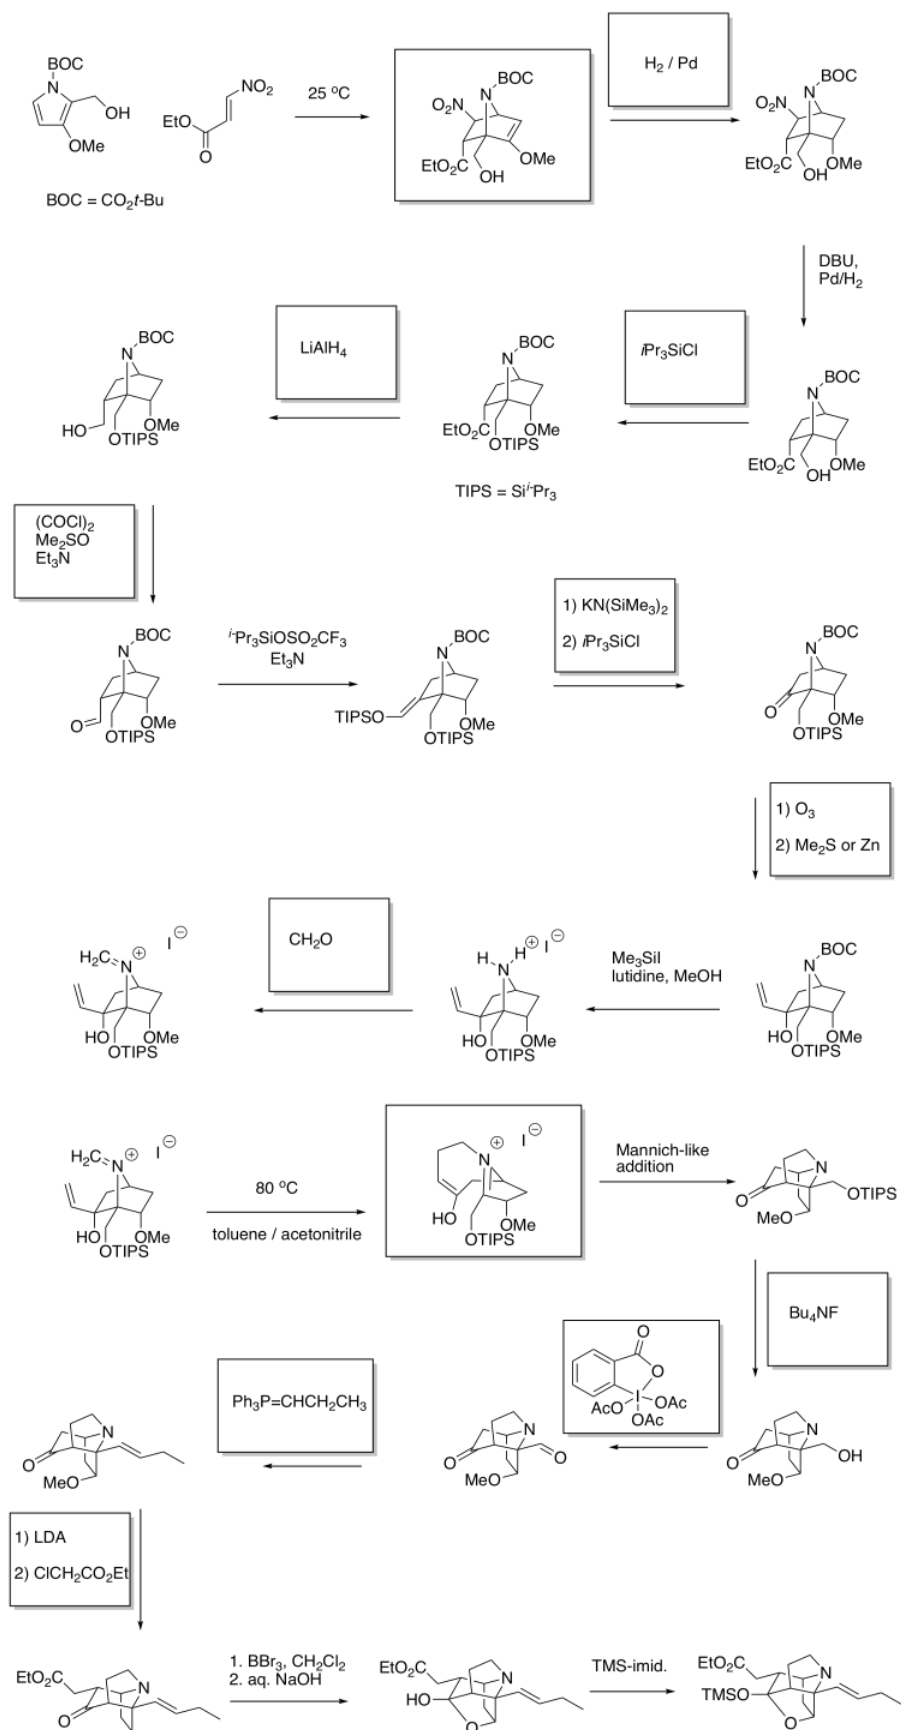 BOC
N
OH
OMe
NO2
EtO
O
25 ºC
BOC
N
O2N
EtO2C
OH
OMe
H2 / Pd
BOC
N
O2N
EtO2C
OH
OMe
BOC = CO2t-Bu
DBU,
Pd/H2
BOC
N
HO
OMe
OTIPS
LiAlH4
BOC
N
EtO2C
OMe
OTIPS
iPr3SiCl
BOC
N
EtO2C
OH
OMe
TIPS = Sii-Pr3
(COCl)2
Me2SO
Et3N
BOC
N
O
OMe
OTIPS
i-Pr3SiOSO2CF3
Et3N
BOC
N
TIPSO
OMe
OTIPS
1) KN(SiMe3)2
2) iPr3SiCl
BOC
N
O
OMe
OTIPS
1) O3
2) Me2S or Zn
H2C
N
+
I
−
HO
OMe
OTIPS
CH2O
H
H
N
+
I
−
HO
OMe
OTIPS
Me3SiI
lutidine, MeOH
BOC
N
HO
OMe
OTIPS
H2C
N
+
I
−
HO
OMe
OTIPS
80 ºC
toluene / acetonitrile
N
+
I
−
HO
OMe
OTIPS
Mannich-like
addition
N
O
OTIPS
MeO
Bu4NF
N
O
MeO
Ph3P=CHCH2CH3
N
O
O
MeO
O
O
I
AcO
OAc
OAc
N
O
OH
MeO
1) LDA
2) ClCH2CO2Et
EtO2C
N
O
1. BBr3, CH2Cl2
2. aq. NaOH
EtO2C
N
HO
O
TMS-imid.
EtO2C
N
TMSO
O